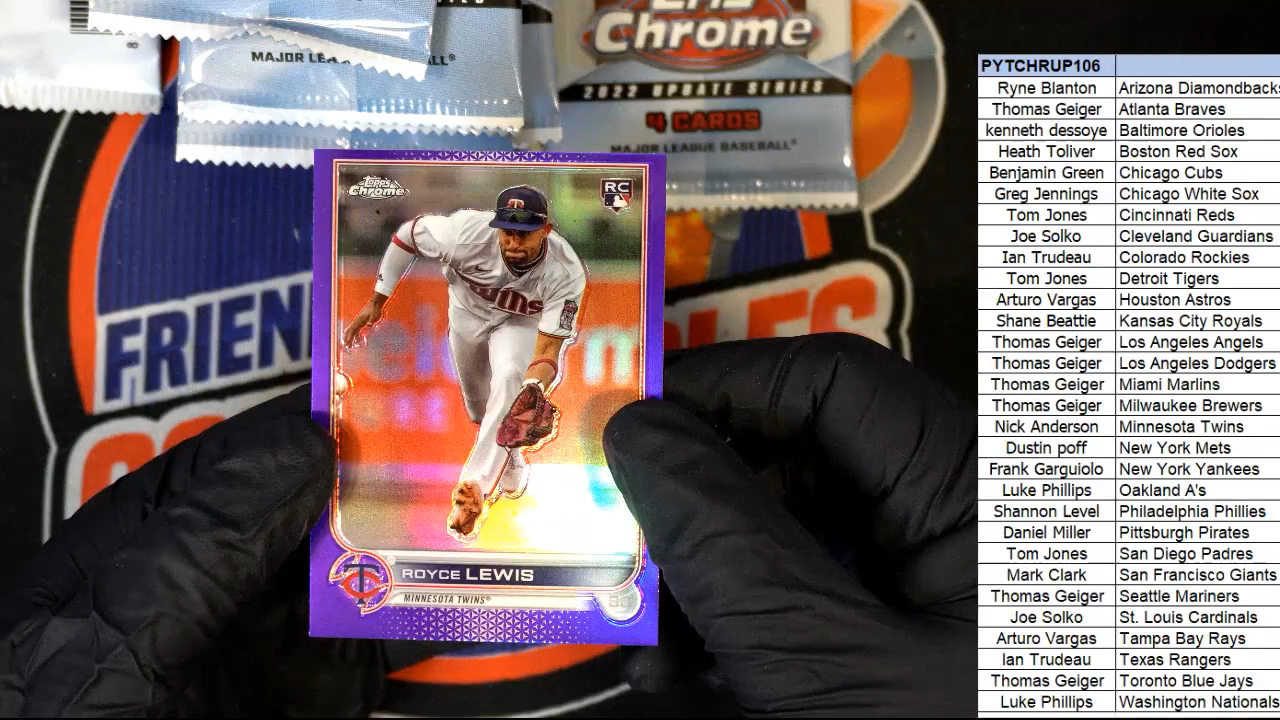 MAJOR LEA
LL®
Chrome
2022 UPDATE SERIES
4 CARDS
MAJOR LEAGUE BASEBALL®
FRIEN
Topps
Chrome
RC
ROYCE LEWIS
MINNESOTA TWINS®
PYTCHRUP106
Ryne Blanton Arizona Diamondbacks
Thomas Geiger Atlanta Braves
kenneth dessoye Baltimore Orioles
Heath Toliver Boston Red Sox
Benjamin Green Chicago Cubs
Greg Jennings Chicago White Sox
Tom Jones Cincinnati Reds
Joe Solko Cleveland Guardians
Ian Trudeau Colorado Rockies
Tom Jones Detroit Tigers
Arturo Vargas Houston Astros
Shane Beattie Kansas City Royals
Thomas Geiger Los Angeles Angels
Thomas Geiger Los Angeles Dodgers
Thomas Geiger Miami Marlins
Thomas Geiger Milwaukee Brewers
Nick Anderson Minnesota Twins
Dustin poff New York Mets
Frank Garguiolo New York Yankees
Luke Phillips Oakland A's
Shannon Level Philadelphia Phillies
Daniel Miller Pittsburgh Pirates
Tom Jones San Diego Padres
Mark Clark San Francisco Giants
Thomas Geiger Seattle Mariners
Joe Solko St. Louis Cardinals
Arturo Vargas Tampa Bay Rays
Ian Trudeau Texas Rangers
Thomas Geiger Toronto Blue Jays
Luke Phillips Washington Nationals